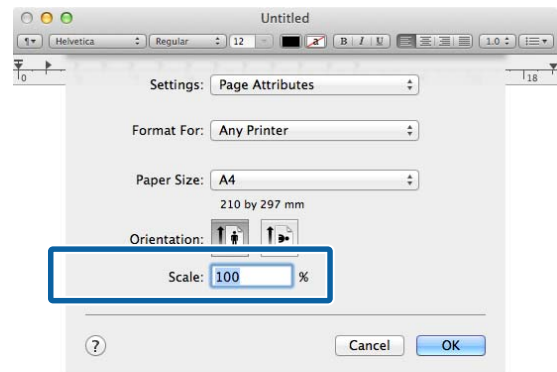 Untitled
¶ Helvetica Regular 12 a B I U 1.0
0 18
Settings: Page Attributes
Format For: Any Printer
Paper Size: A4
210 by 297 mm
Orientation:
Scale: 100 %
? Cancel OK